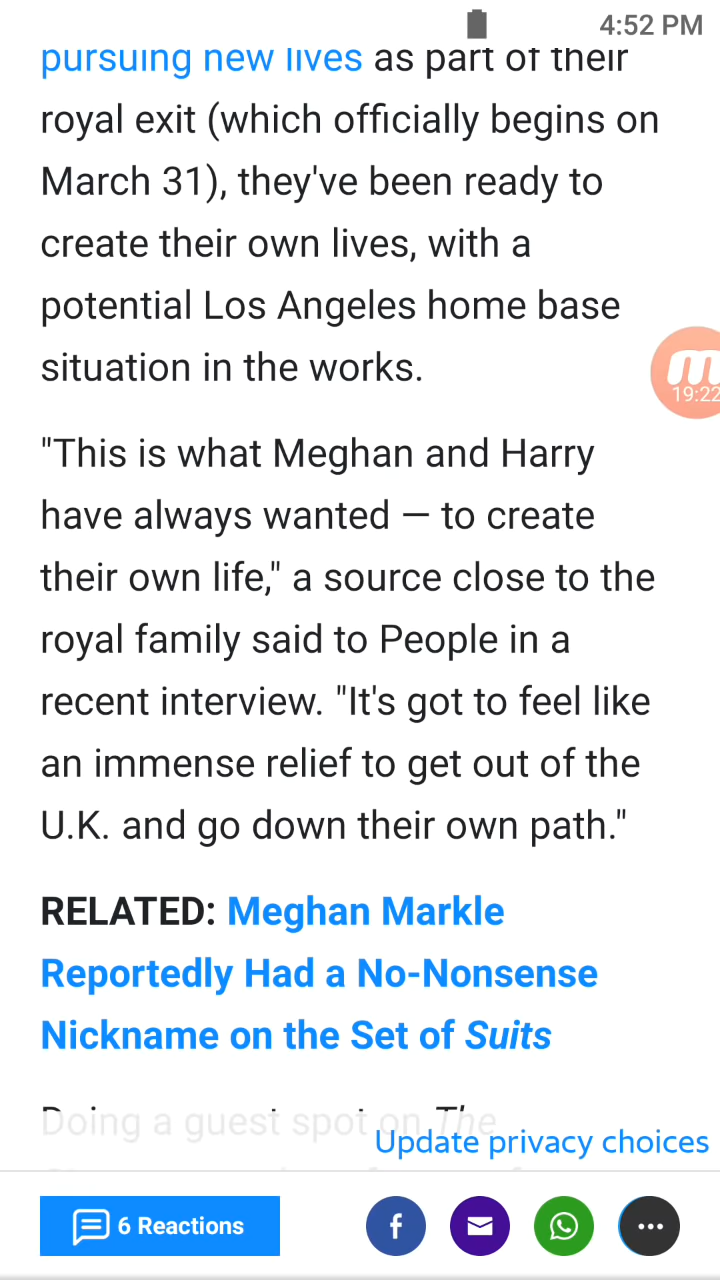 4:52 PM
pursuing new lives as part of their
royal exit (which officially begins on
March 31), they've been ready to
create their own lives, with a
potential Los Angeles home base
situation in the works.
19:22
"This is what Meghan and Harry
have always wanted — to create
their own life," a source close to the
royal family said to People in a
recent interview. "It's got to feel like
an immense relief to get out of the
U.K. and go down their own path."
RELATED: Meghan Markle
Reportedly Had a No-Nonsense
Nickname on the Set of Suits
Doing a guest spot on The
Update privacy choices
6 Reactions